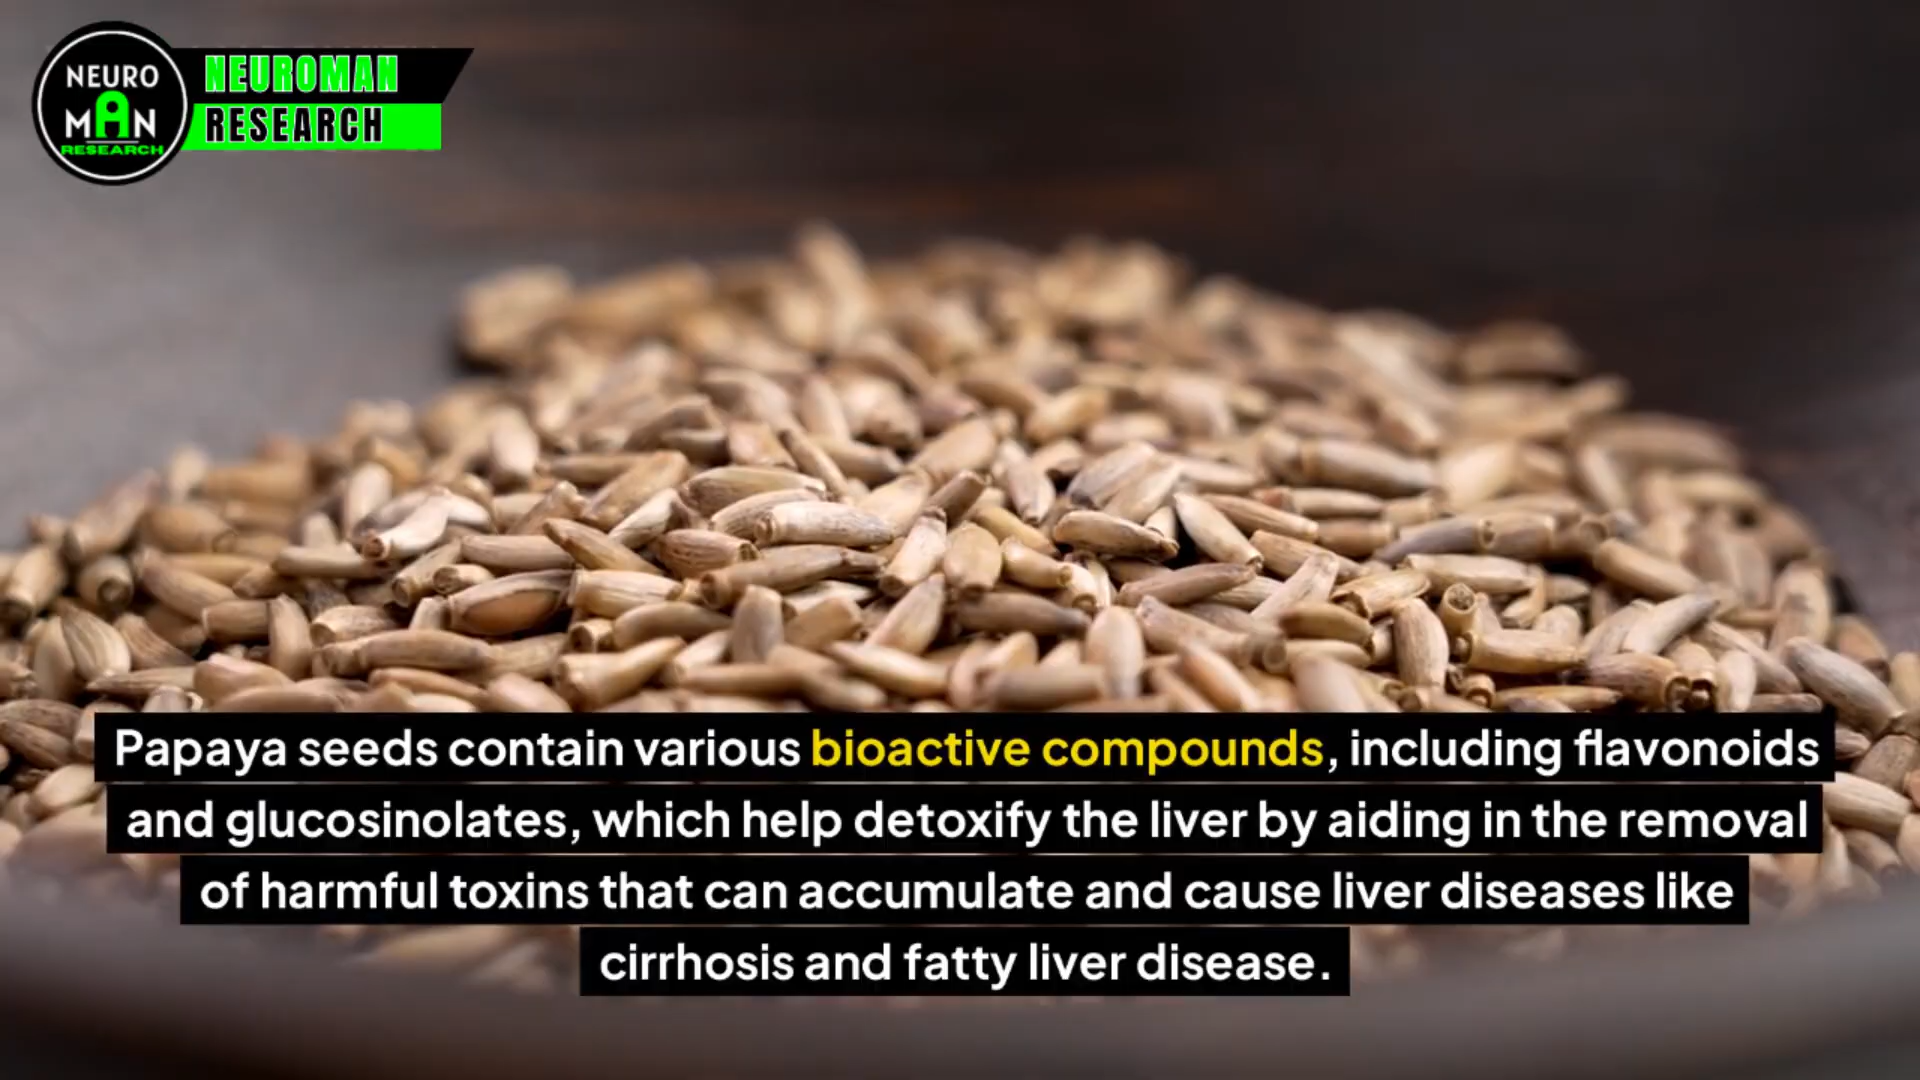 NEURO
MAN
RESEARCH
NEUROMAN
RESEARCH
Papaya seeds contain various bioactive compounds, including flavonoids
and glucosinolates, which help detoxify the liver by aiding in the removal
of harmful toxins that can accumulate and cause liver diseases like
cirrhosis and fatty liver disease.